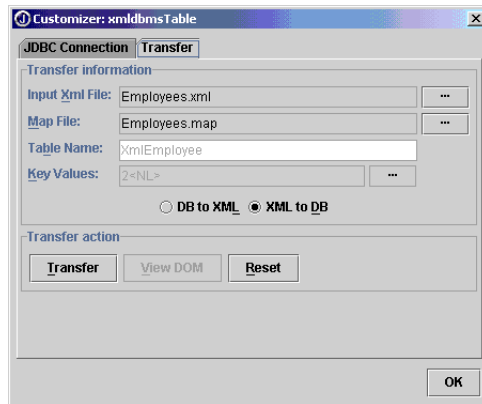 Customizer: xmldbmsTable
JDBC Connection Transfer
Transfer information
Input Xml File: Employees.xml ...
Map File: Employees.map ...
Table Name: XmlEmployee
Key Values: 2<NL> ...
DB to XML XML to DB
Transfer action
Transfer View DOM Reset
OK